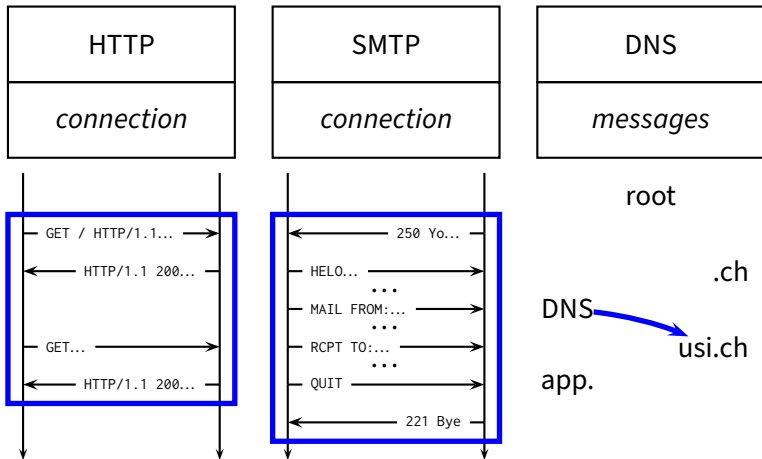 HTTP
connection
GET / HTTP/1.1...
HTTP/1.1 200...
GET...
HTTP/1.1 200...
SMTP
connection
250 Yo...
HELO...
...
MAIL FROM:...
...
RCPT TO:...
...
QUIT
221 Bye
DNS
messages
root
.ch
DNS
usi.ch
app.